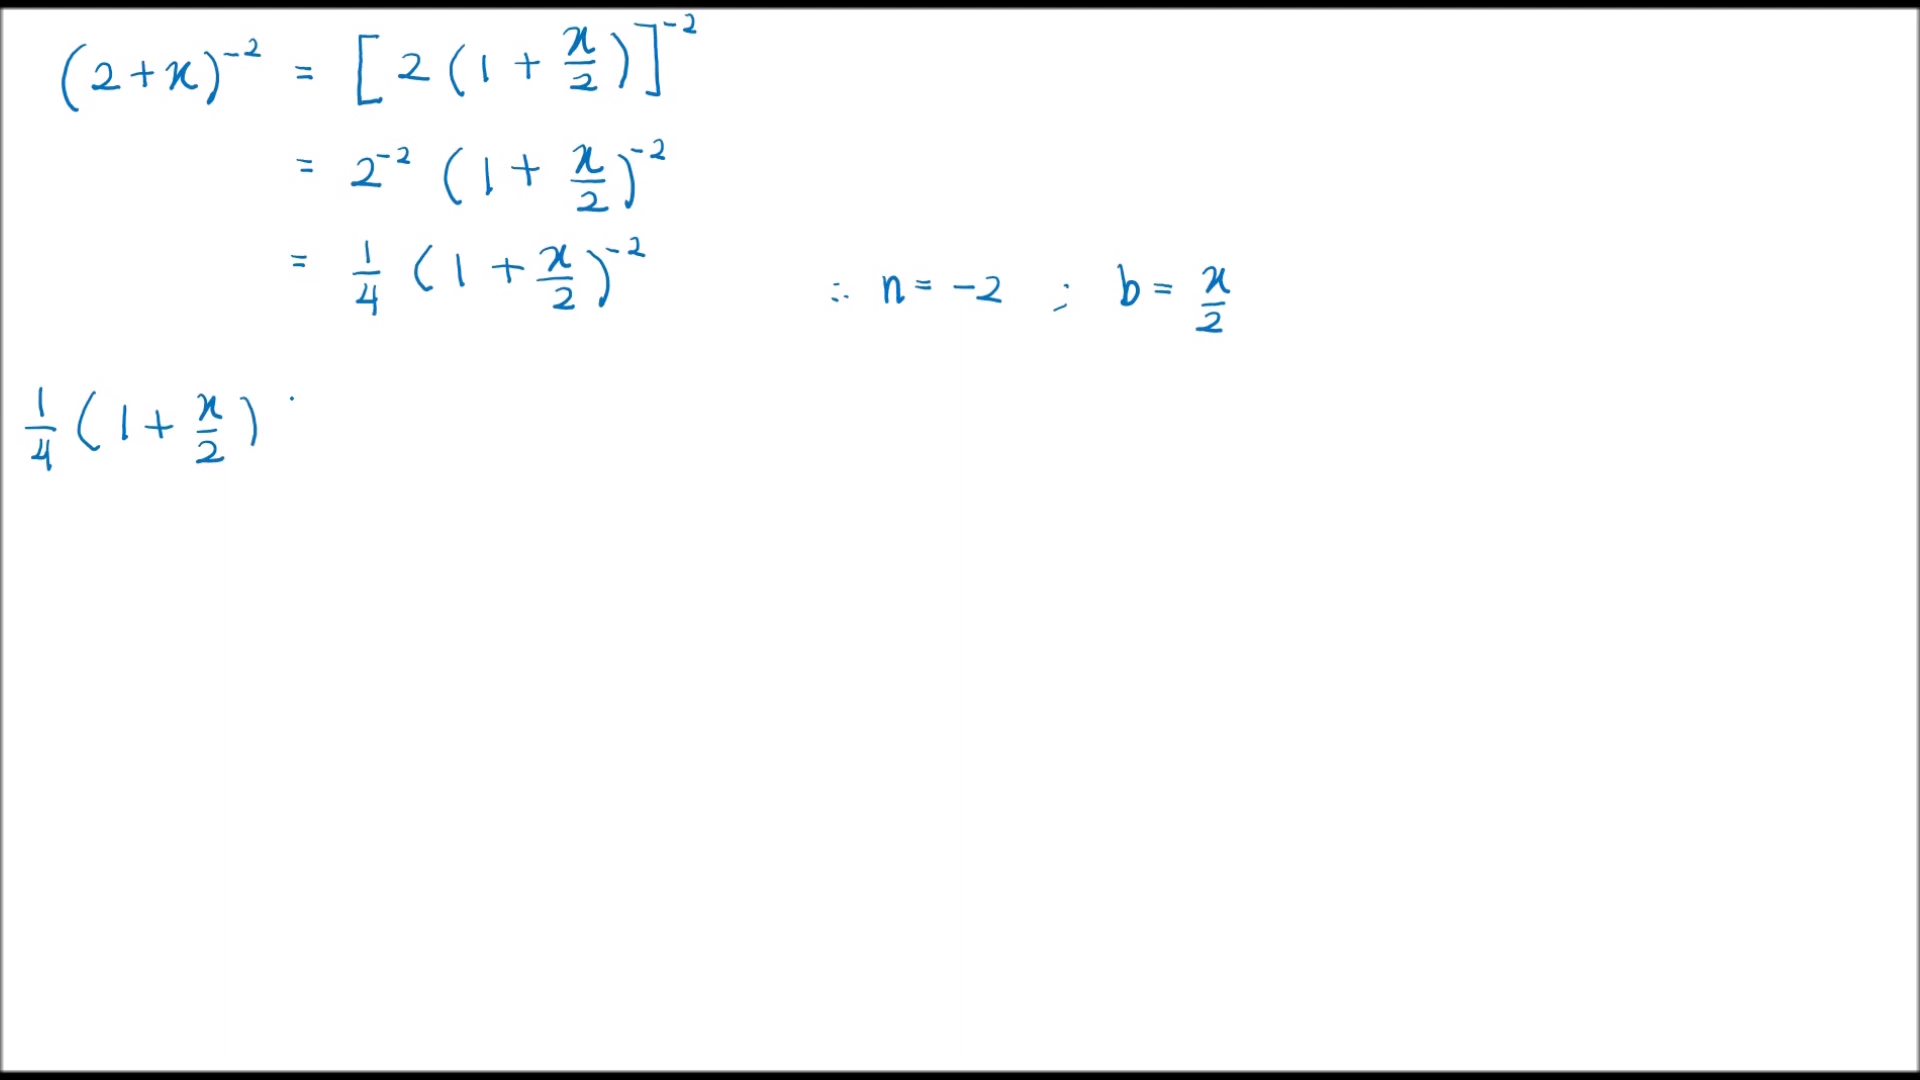 (2+x)^{-2} = [2(1 + x/2)]^{-2}
= 2^{-2} (1 + x/2)^{-2}
= 1/4 (1 + x/2)^{-2} ∴ n = -2 ; b = x/2
1/4 (1 + x/2)